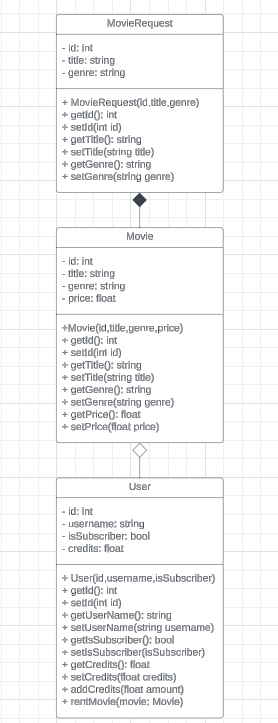 MovieRequest
- id: int
- title: string
- genre: string
+ MovieRequest(id,title,genre)
+ getId(): int
+ setId(int id)
+ getTitle(): string
+ setTitle(string title)
+ getGenre(): string
+ setGenre(string genre)
Movie
- id: int
- title: string
- genre: string
- price: float
+Movie(id,title,genre,price)
+ getId(): int
+ setId(int id)
+ getTitle(): string
+ setTitle(string title)
+ getGenre(): string
+ setGenre(string genre)
+ getPrice(): float
+ setPrice(float price)
User
- id: int
- username: string
- isSubscriber: bool
- credits: float
+ User(id,username,isSubscriber)
+ getId(): int
+ setId(int id)
+ getUserName(): string
+ setUserName(string username)
+ getIsSubscriber(): bool
+ setIsSubscriber(isSubscriber)
+ getCredits(): float
+ setCredits(float credits)
+ addCredits(float amount)
+ rentMovie(movie: Movie)